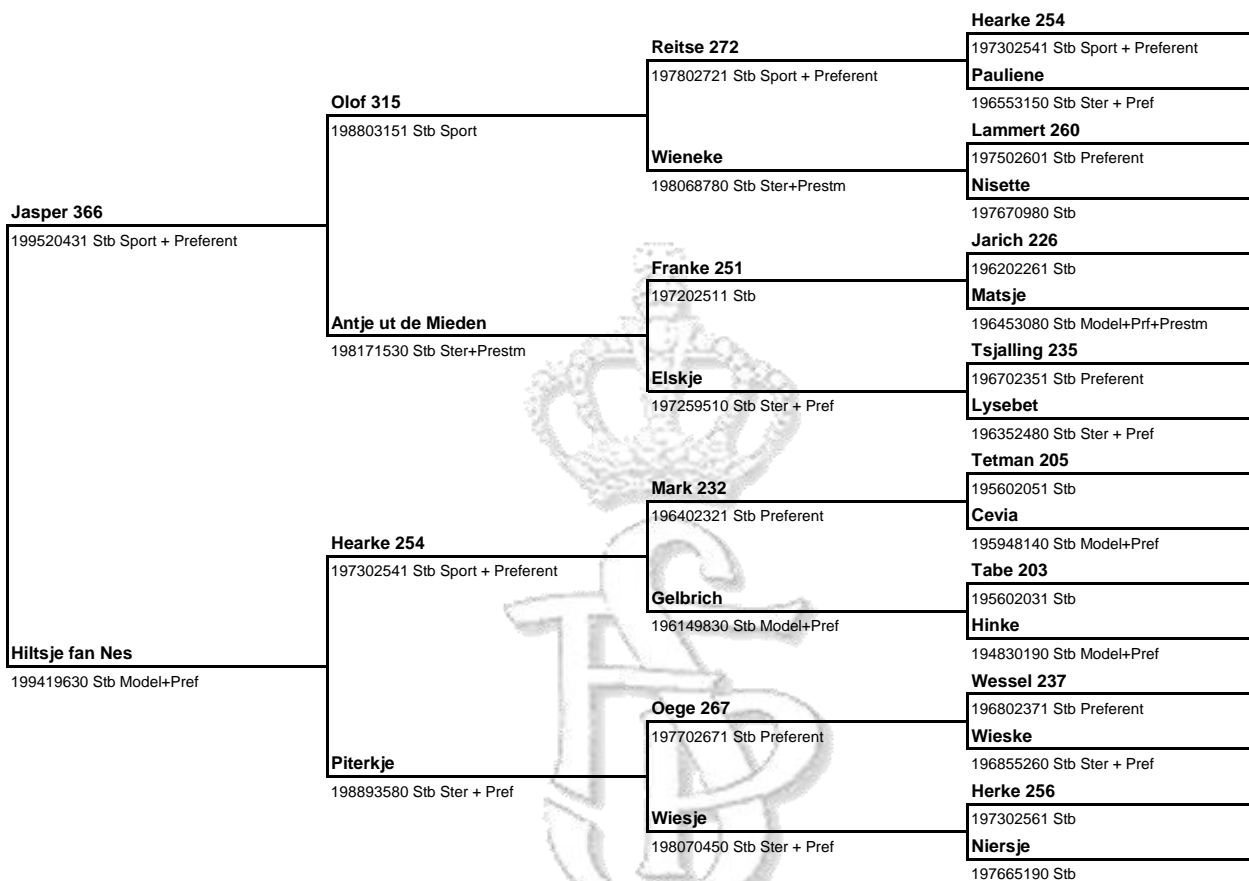 Jasper 366
199520431 Stb Sport + Preferent
Hiltsje fan Nes
199419630 Stb Model+Pref
Olof 315
198803151 Stb Sport
Antje ut de Mieden
198171530 Stb Ster+Prestm
Hearke 254
197302541 Stb Sport + Preferent
Piterkje
198893580 Stb Ster + Pref
Reitse 272
197802721 Stb Sport + Preferent
Wieneke
198068780 Stb Ster+Prestm
Franke 251
197202511 Stb
Elskje
197259510 Stb Ster + Pref
Mark 232
196402321 Stb Preferent
Gelbrich
196149830 Stb Model+Pref
Oege 267
197702671 Stb Preferent
Wiesje
198070450 Stb Ster + Pref
Hearke 254
197302541 Stb Sport + Preferent
Pauliene
196553150 Stb Ster + Pref
Lammert 260
197502601 Stb Preferent
Nisette
197670980 Stb
Jarich 226
196202261 Stb
Matsje
196453080 Stb Model+Prf+Prestm
Tsjalling 235
196702351 Stb Preferent
Lysebet
196352480 Stb Ster + Pref
Tetman 205
195602051 Stb
Cevia
195948140 Stb Model+Pref
Tabe 203
195602031 Stb
Hinke
194830190 Stb Model+Pref
Wessel 237
196802371 Stb Preferent
Wieske
196855260 Stb Ster + Pref
Herke 256
197302561 Stb
Niersje
197665190 Stb